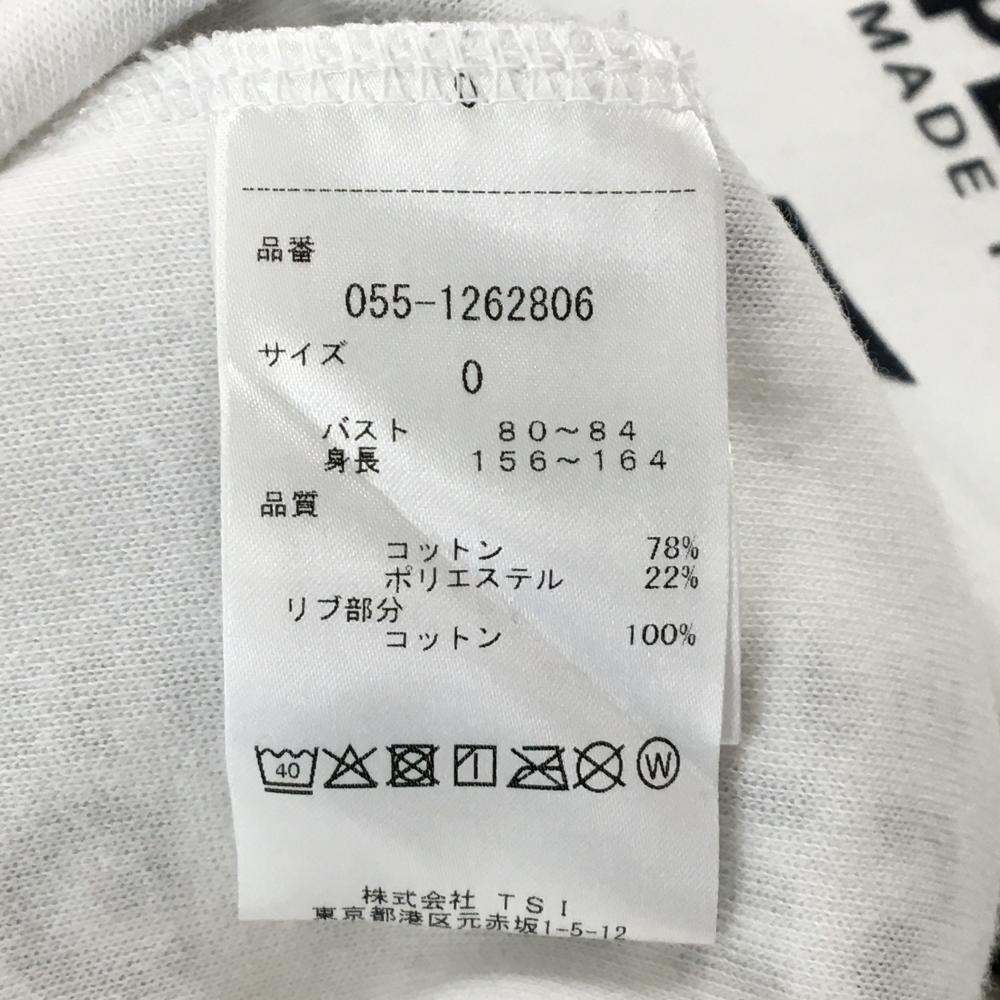 品番
055-1262806
サイズ
0
バスト 80～84
身長 156～164
品質
コットン 78%
ポリエステル 22%
リブ部分
コットン 100%
40
W
株式会社 TSI
東京都港区元赤坂1-5-12
MADE